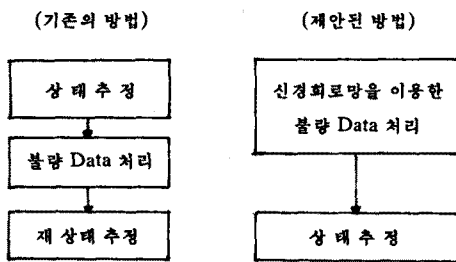 (기존의 방법)
상 태 추 정
불량 Data 처리
재 상 태 추 정
(제안된 방법)
신경회로망을 이용한
불량 Data 처리
상 태 추 정